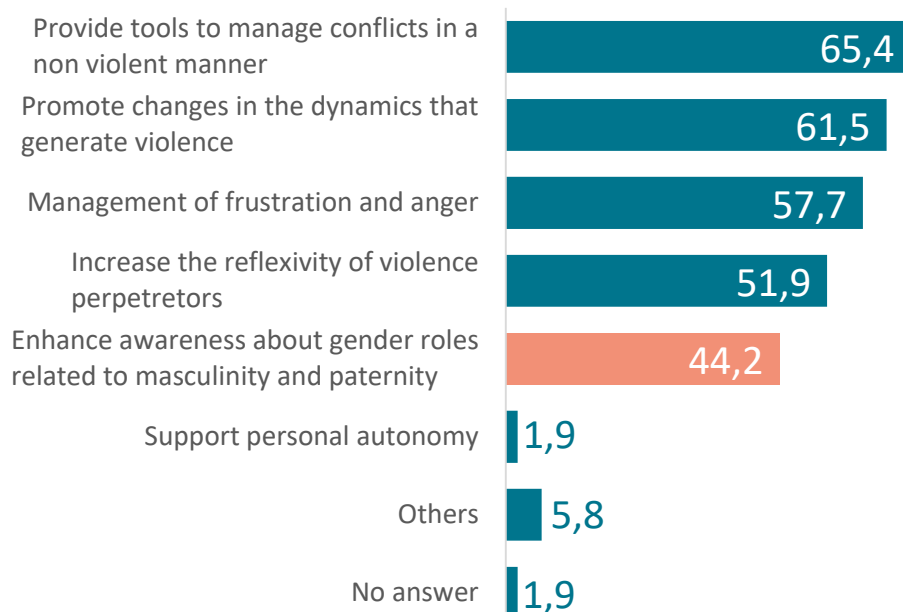 Provide tools to manage conflicts in a
non violent manner
65,4
Promote changes in the dynamics that
generate violence
61,5
Management of frustration and anger
57,7
Increase the reflexivity of violence
perpetretors
51,9
Enhance awareness about gender roles
related to masculinity and paternity
44,2
Support personal autonomy
1,9
Others
5,8
No answer
1,9